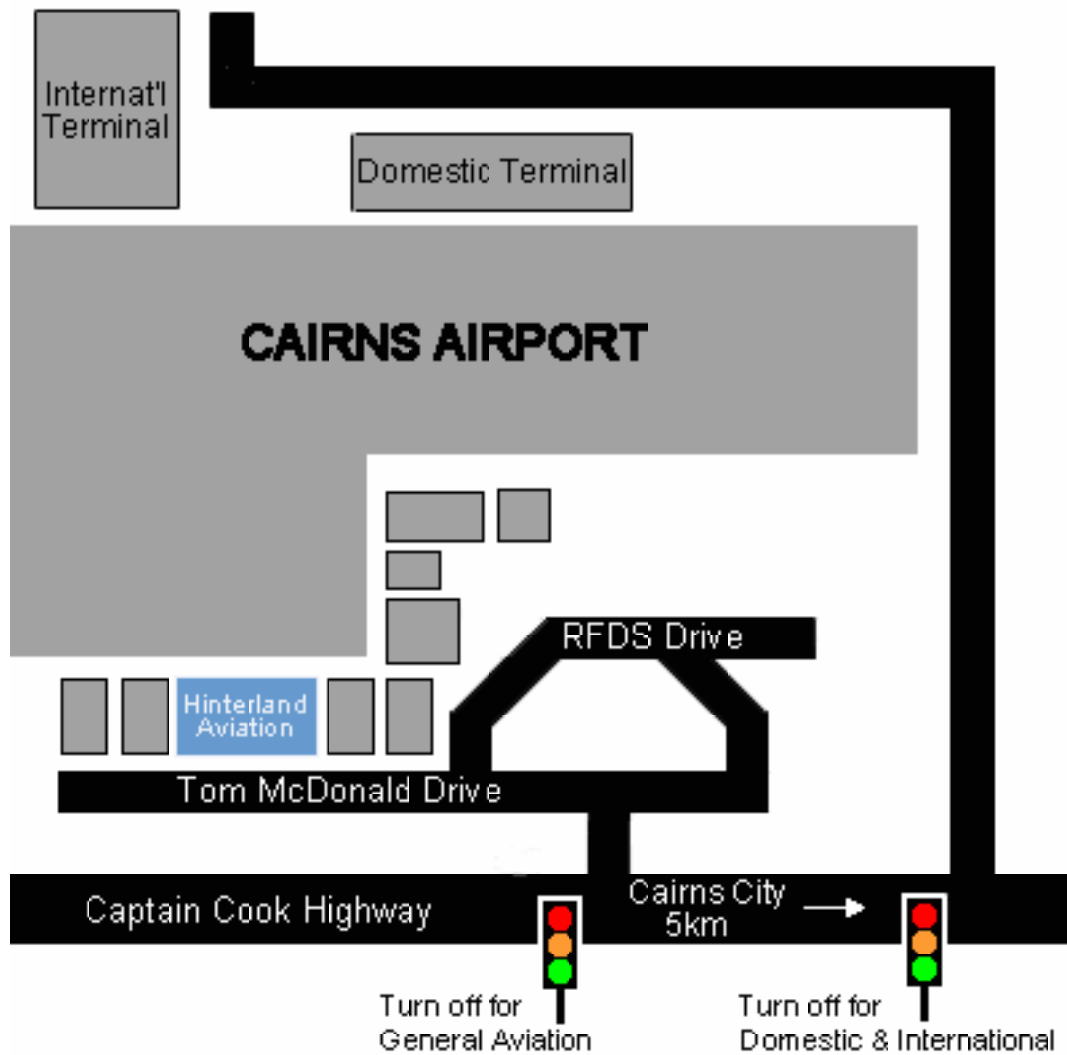 Internat'l
Terminal
Domestic Terminal
CAIRNS AIRPORT
RFDS Drive
Hinterland
Aviation
Tom McDonald Drive
Captain Cook Highway
Cairns City
5km
Turn off for
General Aviation
Turn off for
Domestic & International